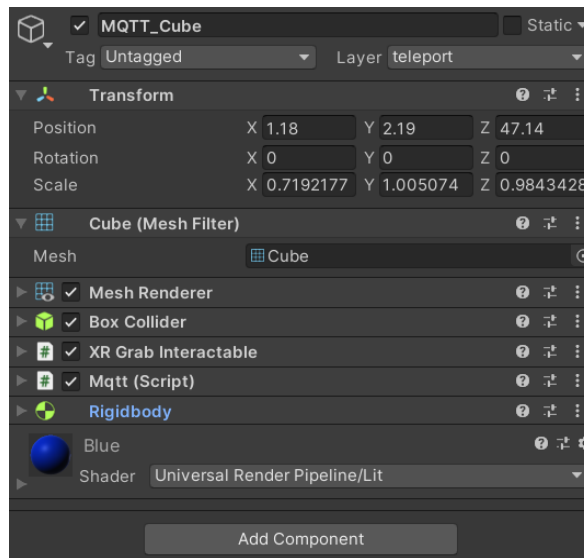 MQTT_Cube Static
Tag Untagged Layer teleport
Transform
Position X 1.18 Y 2.19 Z 47.14
Rotation X 0 Y 0 Z 0
Scale X 0.7192177 Y 1.005074 Z 0.9843428
Cube (Mesh Filter)
Mesh Cube
Mesh Renderer
Box Collider
# XR Grab Interactable
# Mqtt (Script)
Rigidbody
Blue
Shader Universal Render Pipeline/Lit
Add Component